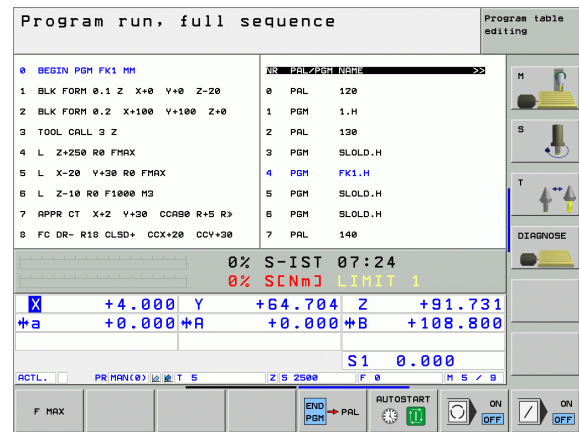 Program run, full sequence
Program table
editing
0 BEGIN PGM FK1 MM
1 BLK FORM 0.1 Z X+0 Y+0 Z-20
2 BLK FORM 0.2 X+100 Y+100 Z+0
3 TOOL CALL 3 Z
4 L Z+250 R0 FMAX
5 L X-20 Y+30 R0 FMAX
6 L Z-10 R0 F1000 M3
7 APPR CT X+2 Y+30 CCA90 R+5 R»
8 FC DR- R18 CLSD+ CCX+20 CCY+30
NR PAL/PGM NAME >>
0 PAL 120
1 PGM 1.H
2 PAL 130
3 PGM SLOLD.H
4 PGM FK1.H
5 PGM SLOLD.H
6 PGM SLOLD.H
7 PAL 140
M
S
T
DIAGNOSE
0% S-IST 07:24
0% S[Nm] LIMIT 1
X +4.000 Y +64.704 Z +91.731
a +0.000 A +0.000 B +108.800
S1 0.000
ACTL. PR MAN(0) T 5 Z S 2500 F 0 M 5 / 9
F MAX
END
PGM
PAL
AUTOSTART
ON
OFF
ON
OFF